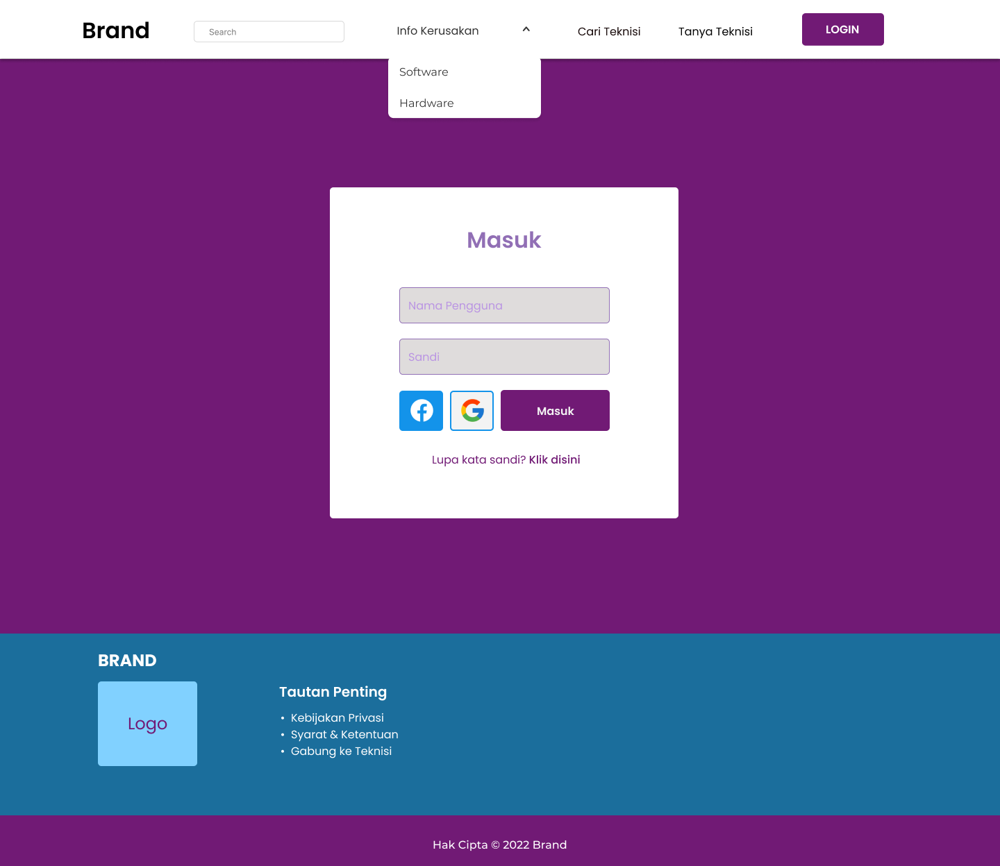 Brand
Search
Info Kerusakan
Cari Teknisi
Tanya Teknisi
LOGIN
Software
Hardware
Masuk
Nama Pengguna
Sandi
Masuk
Lupa kata sandi? Klik disini
BRAND
Logo
Tautan Penting
• Kebijakan Privasi
• Syarat & Ketentuan
• Gabung ke Teknisi
Hak Cipta © 2022 Brand